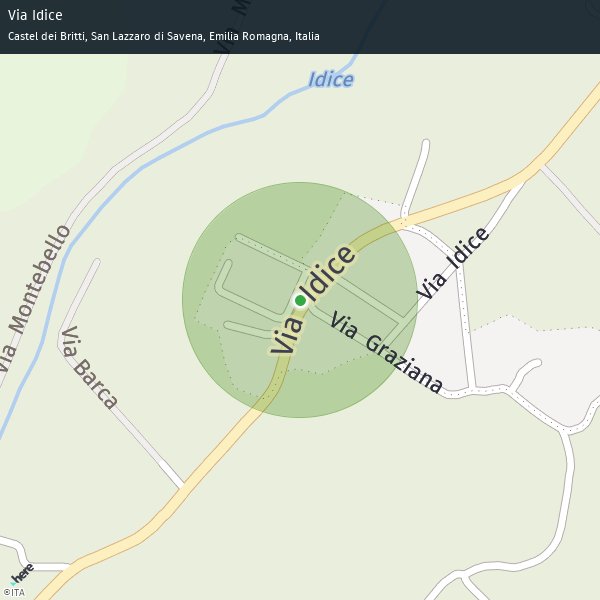 Via Idice
Castel dei Britti, San Lazzaro di Savena, Emilia Romagna, Italia
Idice
Via Montebello
Via Idice
Via Idice
Via Graziana
Via Barca
here
©ITA